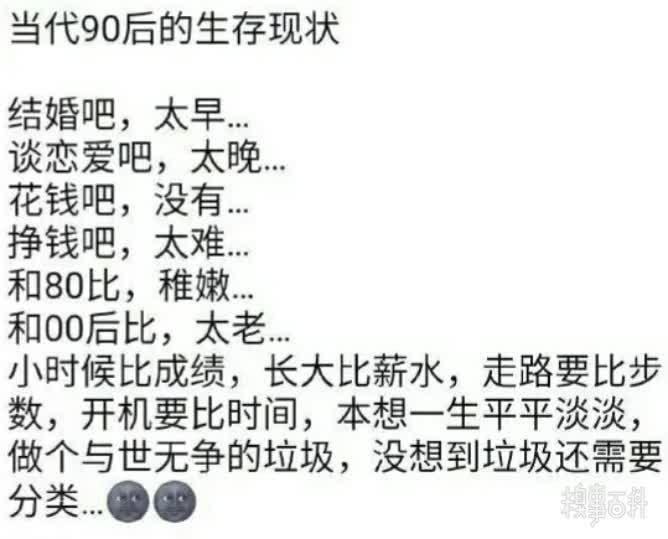 当代90后的生存现状
结婚吧，太早...
谈恋爱吧，太晚...
花钱吧，没有...
挣钱吧，太难...
和80比，稚嫩...
和00后比，太老...
小时候比成绩，长大比薪水，走路要比步
数，开机要比时间，本想一生平平淡淡，
做个与世无争的垃圾，没想到垃圾还需要
分类...🌚🌚
糗事百科